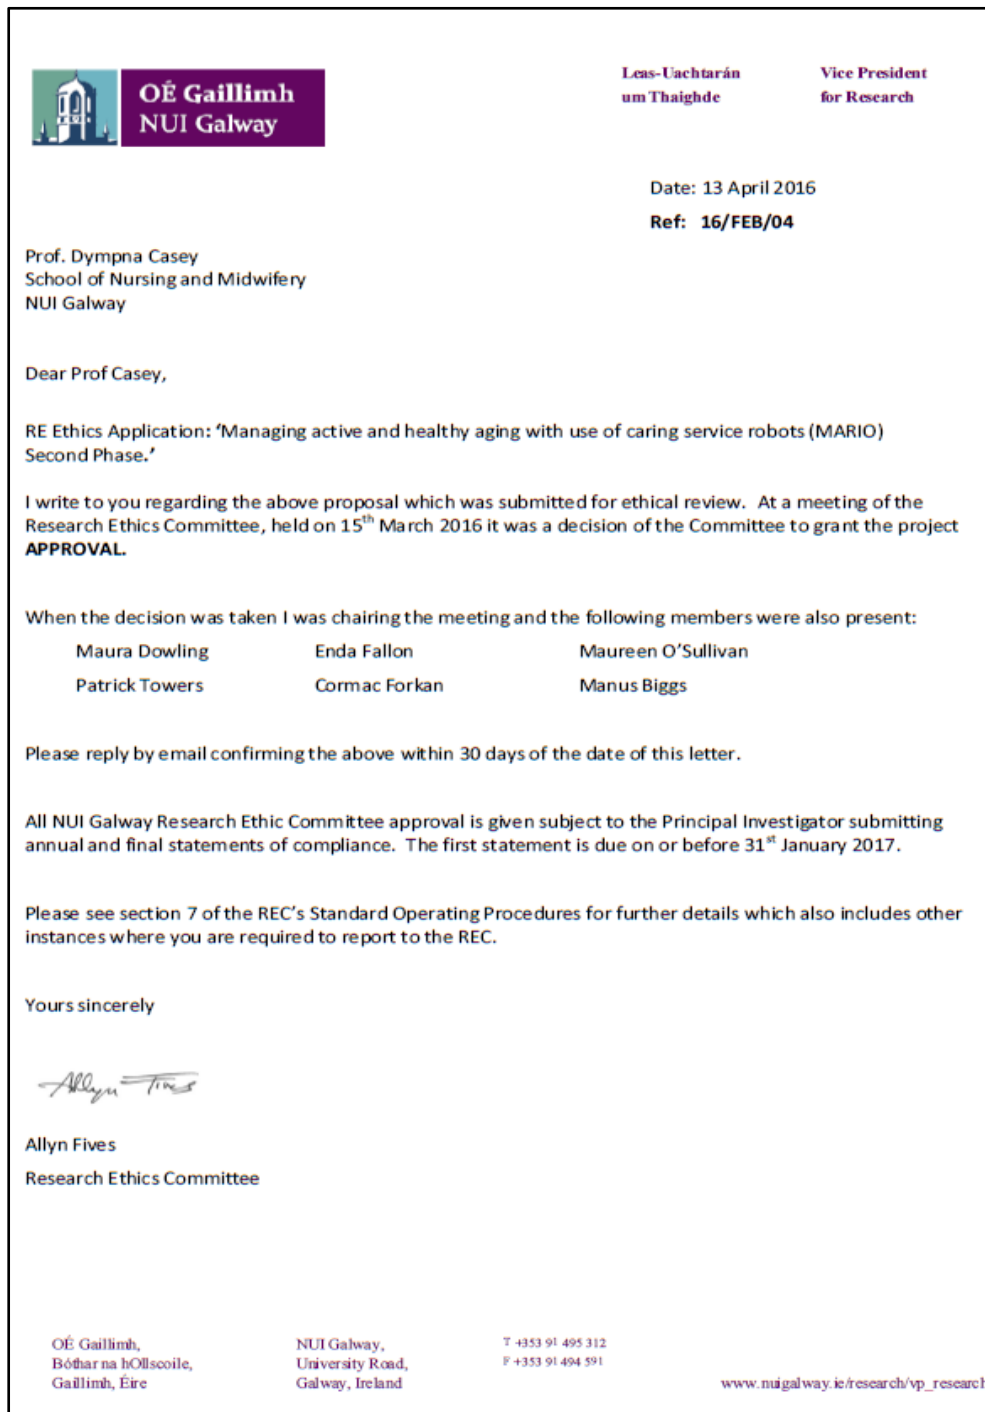 OÉ Gaillimh
NUI Galway
Leas-Uachtarán
um Thaighde
Vice President
for Research
Date: 13 April 2016
Ref: 16/FEB/04
Prof. Dympna Casey
School of Nursing and Midwifery
NUI Galway
Dear Prof Casey,
RE Ethics Application: ‘Managing active and healthy aging with use of caring service robots (MARIO)
Second Phase.’
I write to you regarding the above proposal which was submitted for ethical review. At a meeting of the
Research Ethics Committee, held on 15th March 2016 it was a decision of the Committee to grant the project
APPROVAL.
When the decision was taken I was chairing the meeting and the following members were also present:
Maura Dowling Enda Fallon Maureen O’Sullivan
Patrick Towers Cormac Forkan Manus Biggs
Please reply by email confirming the above within 30 days of the date of this letter.
All NUI Galway Research Ethic Committee approval is given subject to the Principal Investigator submitting
annual and final statements of compliance. The first statement is due on or before 31st January 2017.
Please see section 7 of the REC’s Standard Operating Procedures for further details which also includes other
instances where you are required to report to the REC.
Yours sincerely
Allyn Fives
Allyn Fives
Research Ethics Committee
OÉ Gaillimh,
Bóthar na hOllscoile,
Gaillimh, Éire
NUI Galway,
University Road,
Galway, Ireland
T +353 91 495 312
F +353 91 494 591
www.nuigalway.ie/research/vp_research